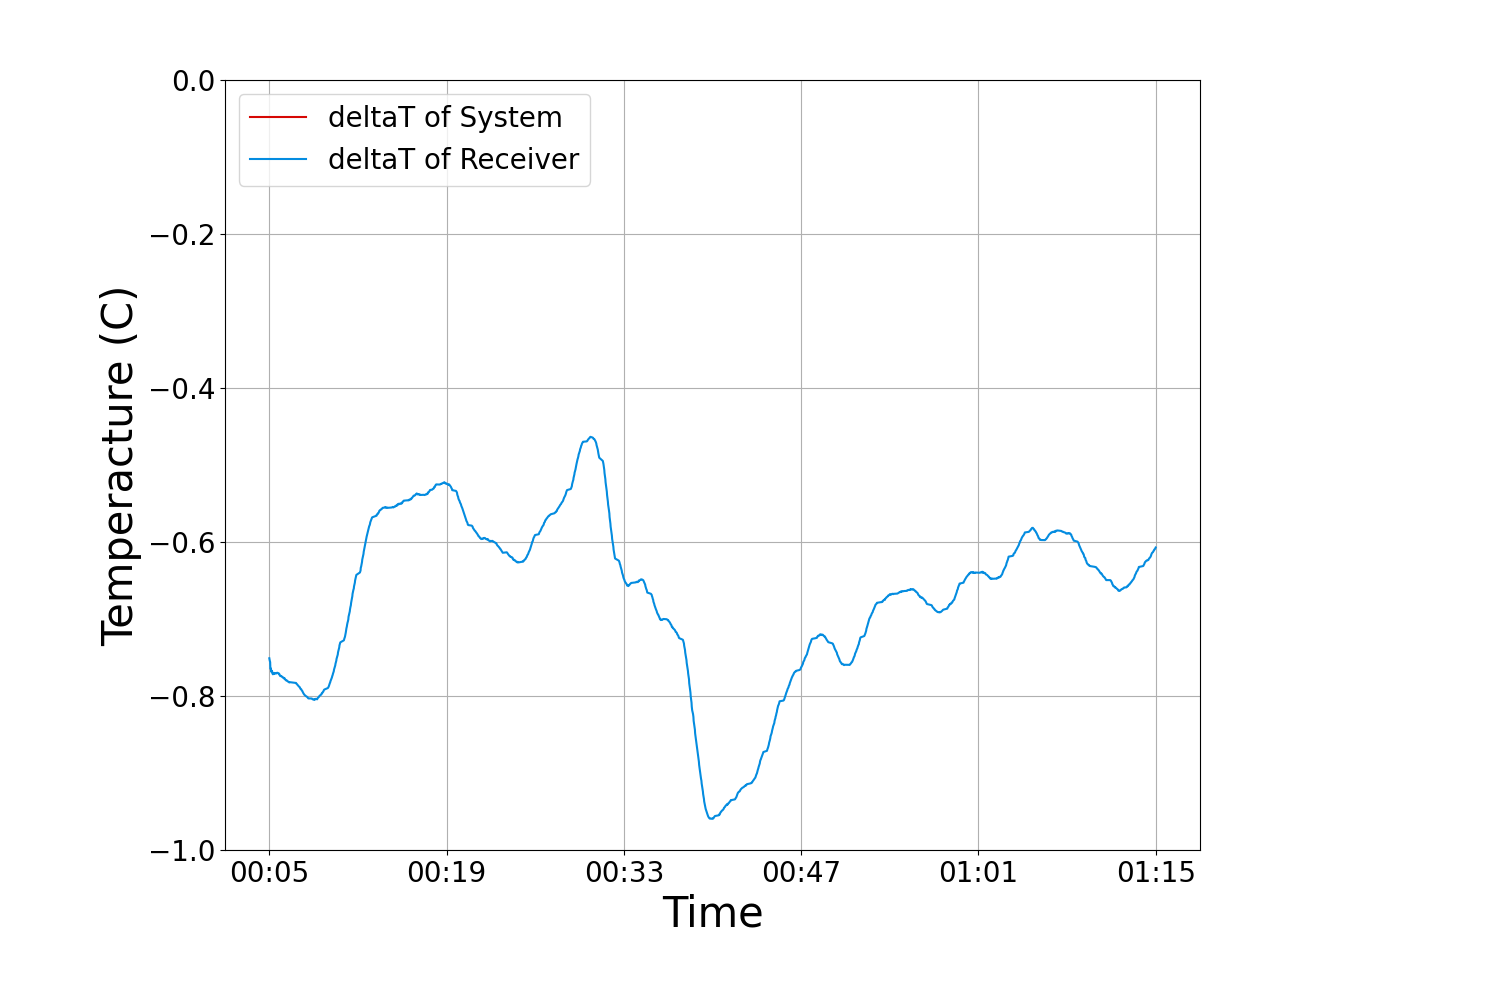 deltaT of System
deltaT of Receiver
Temperacture (C)
0.0
−0.2
−0.4
−0.6
−0.8
−1.0
00:05 00:19 00:33 00:47 01:01 01:15
Time